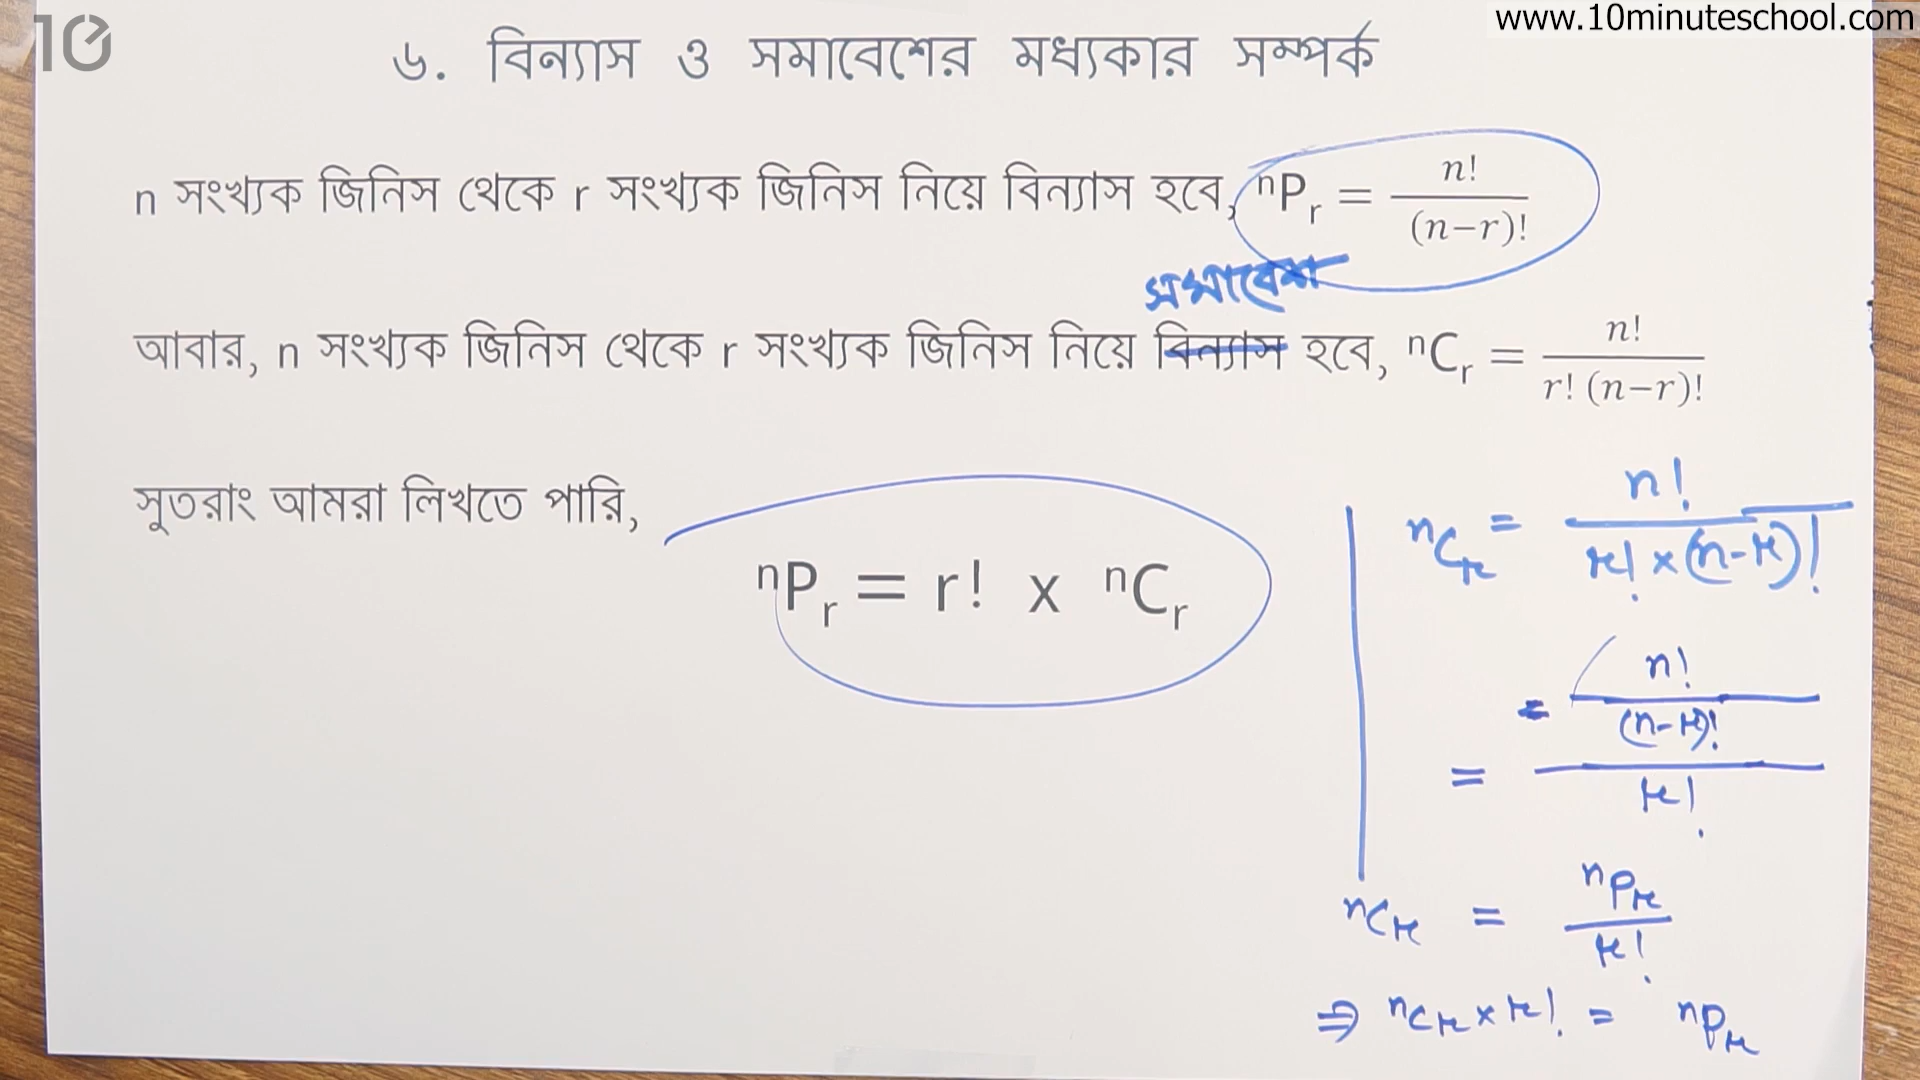 10
www.10minuteschool.com
৬. বিন্যাস ও সমাবেশের মধ্যকার সম্পর্ক
n সংখ্যক জিনিস থেকে r সংখ্যক জিনিস নিয়ে বিন্যাস হবে, ⁿPᵣ = n! / (n−r)!
সমাবেশ
আবার, n সংখ্যক জিনিস থেকে r সংখ্যক জিনিস নিয়ে বিন্যাস হবে, ⁿCᵣ = n! / r! (n−r)!
সুতরাং আমরা লিখতে পারি,
ⁿPᵣ = r! x ⁿCᵣ
ⁿCᵣ = n! / r! × (n-r)!
= n! / (n-r)!
= / r!
ⁿCᵣ = ⁿPᵣ / r!
⇒ ⁿCᵣ × r! = ⁿPᵣ